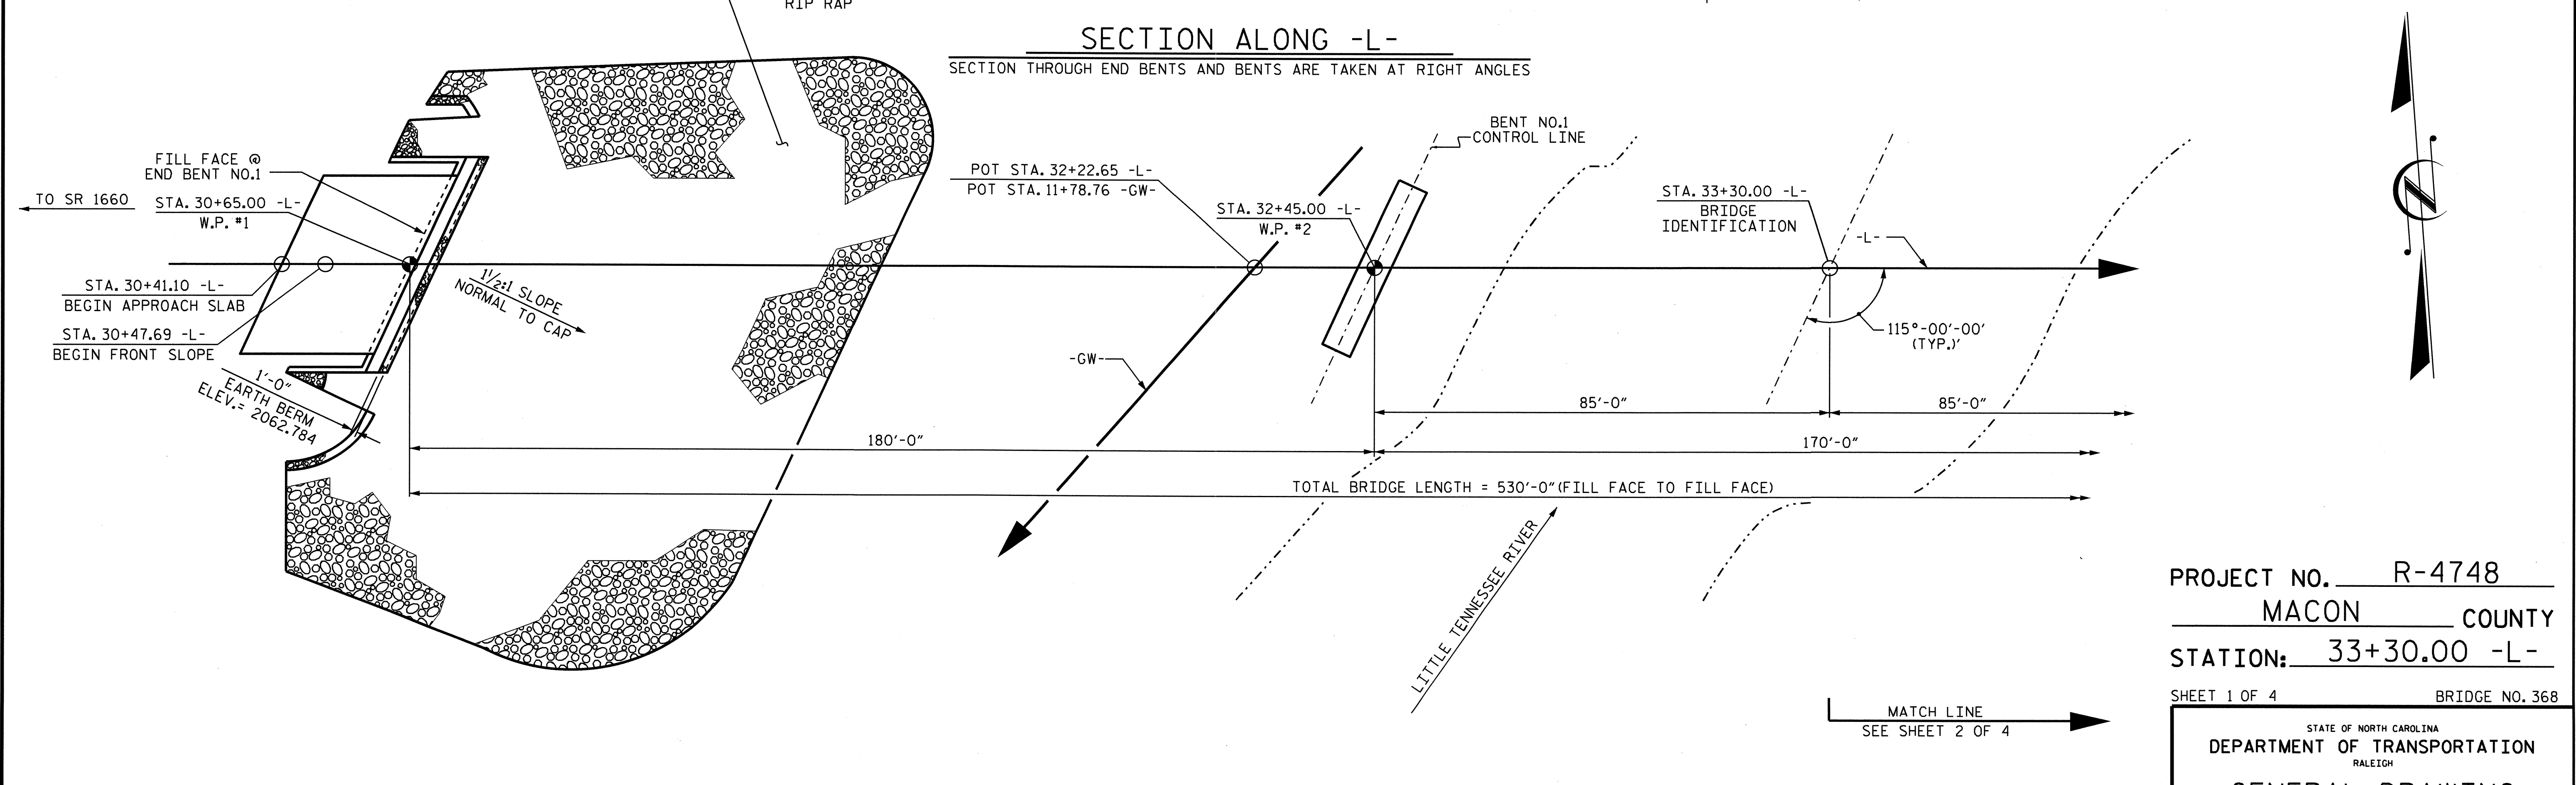 RIP RAP
SECTION ALONG -L-
SECTION THROUGH END BENTS AND BENTS ARE TAKEN AT RIGHT ANGLES
FILL FACE @
END BENT NO.1
TO SR 1660
STA. 30+65.00 -L-
W.P. #1
STA. 30+41.10 -L-
BEGIN APPROACH SLAB
STA. 30+47.69 -L-
BEGIN FRONT SLOPE
1'-0"
EARTH BERM
ELEV.= 2062.784
1 1/2:1 SLOPE
NORMAL TO CAP
POT STA. 32+22.65 -L-
POT STA. 11+78.76 -GW-
BENT NO.1
CONTROL LINE
STA. 32+45.00 -L-
W.P. #2
STA. 33+30.00 -L-
BRIDGE
IDENTIFICATION
-L-
115°-00'-00'
(TYP.)'
-GW-
85'-0"
85'-0"
180'-0"
170'-0"
TOTAL BRIDGE LENGTH = 530'-0"(FILL FACE TO FILL FACE)
LITTLE TENNESSEE RIVER
MATCH LINE
SEE SHEET 2 OF 4
N
PROJECT NO. R-4748
MACON COUNTY
STATION: 33+30.00 -L-
SHEET 1 OF 4 BRIDGE NO. 368
STATE OF NORTH CAROLINA
DEPARTMENT OF TRANSPORTATION
RALEIGH
GENERAL DRAWING